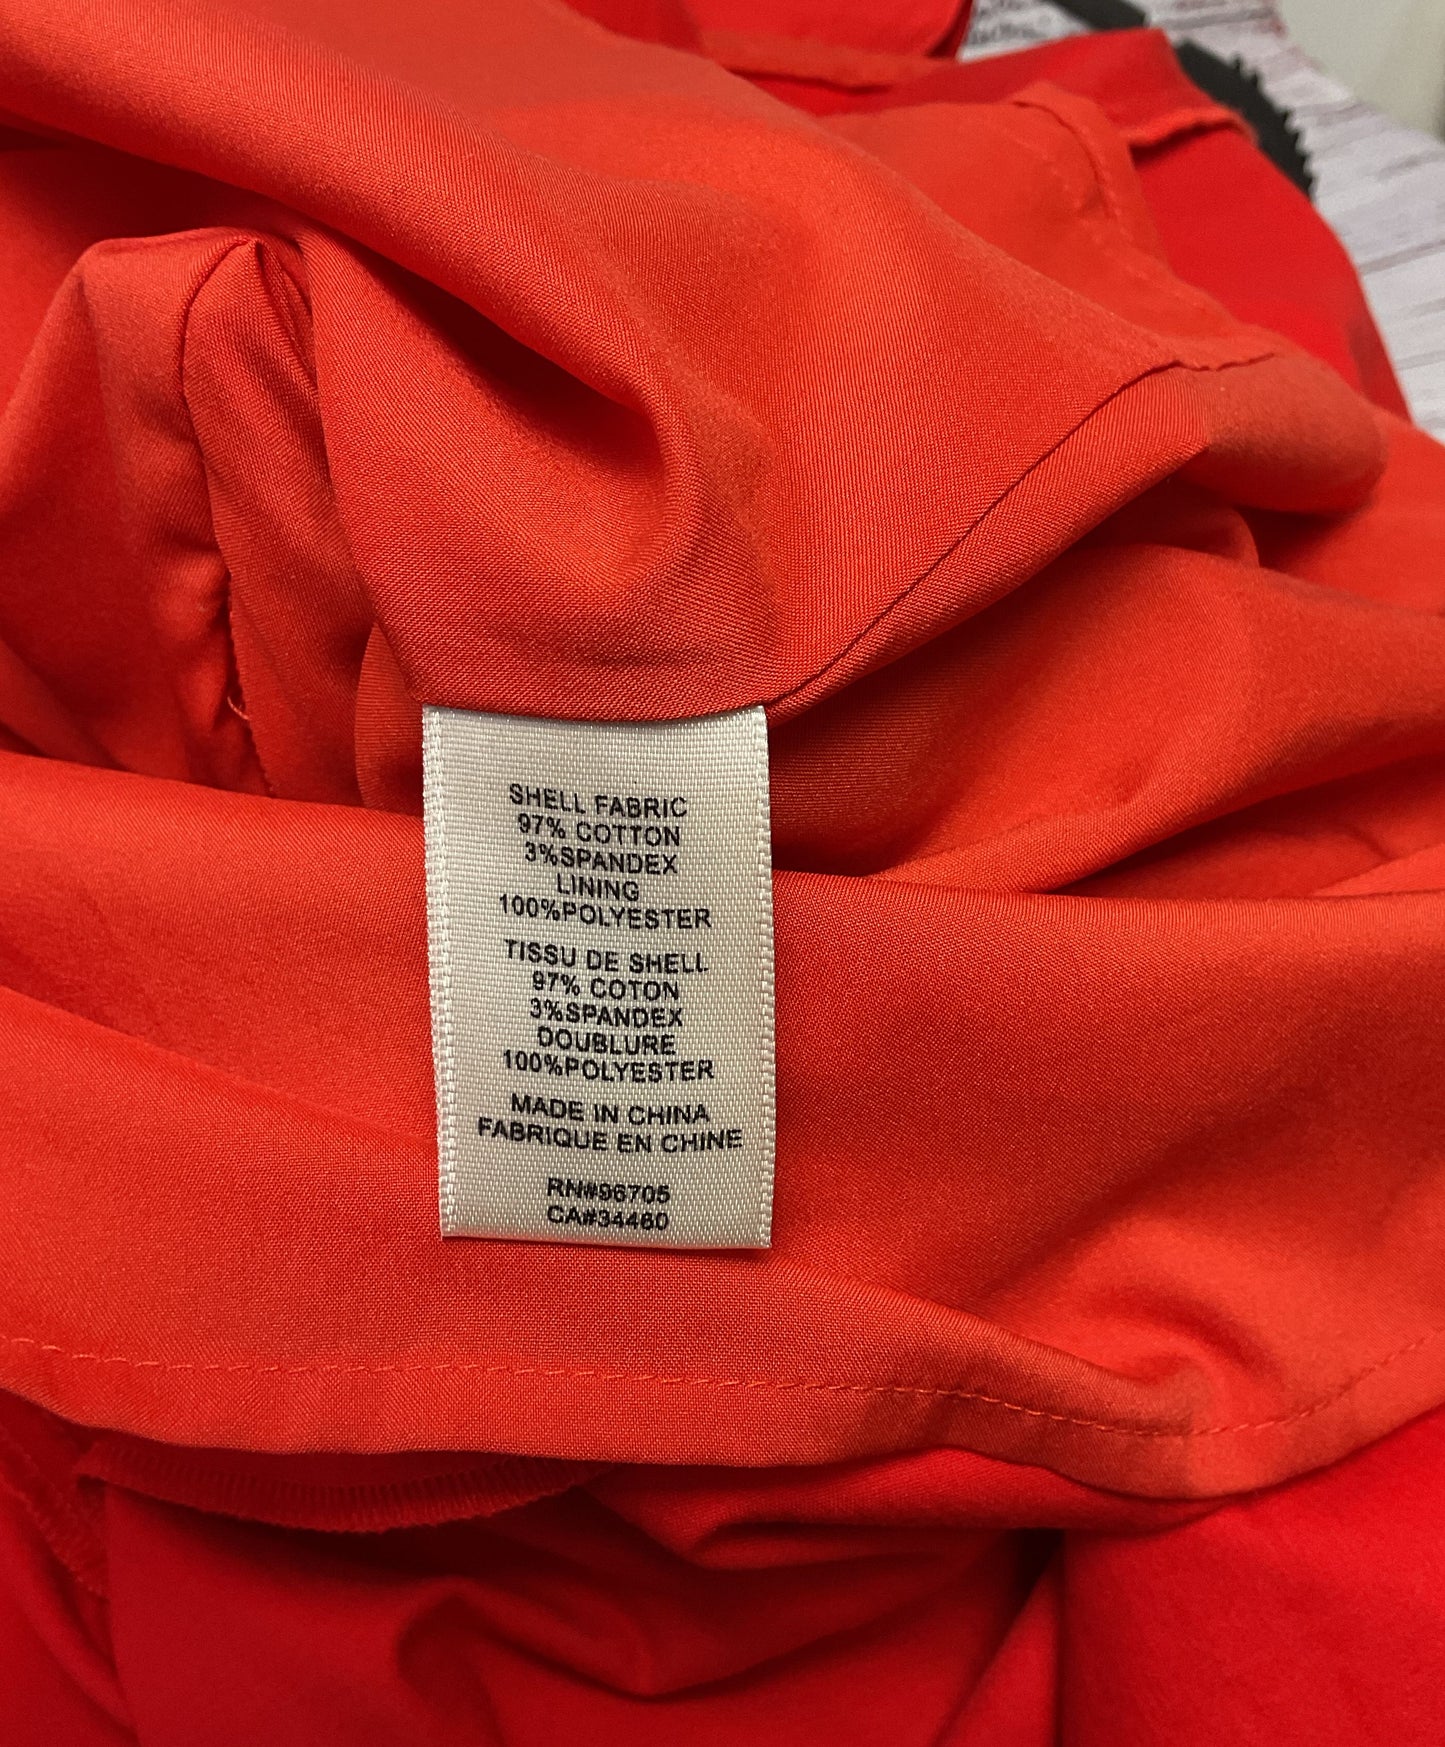 SHELL FABRIC
97% COTTON
3%SPANDEX
LINING
100%POLYESTER
TISSU DE SHELL
97% COTON
3%SPANDEX
DOUBLURE
100%POLYESTER
MADE IN CHINA
FABRIQUE EN CHINE
RN#96705
CA#34460